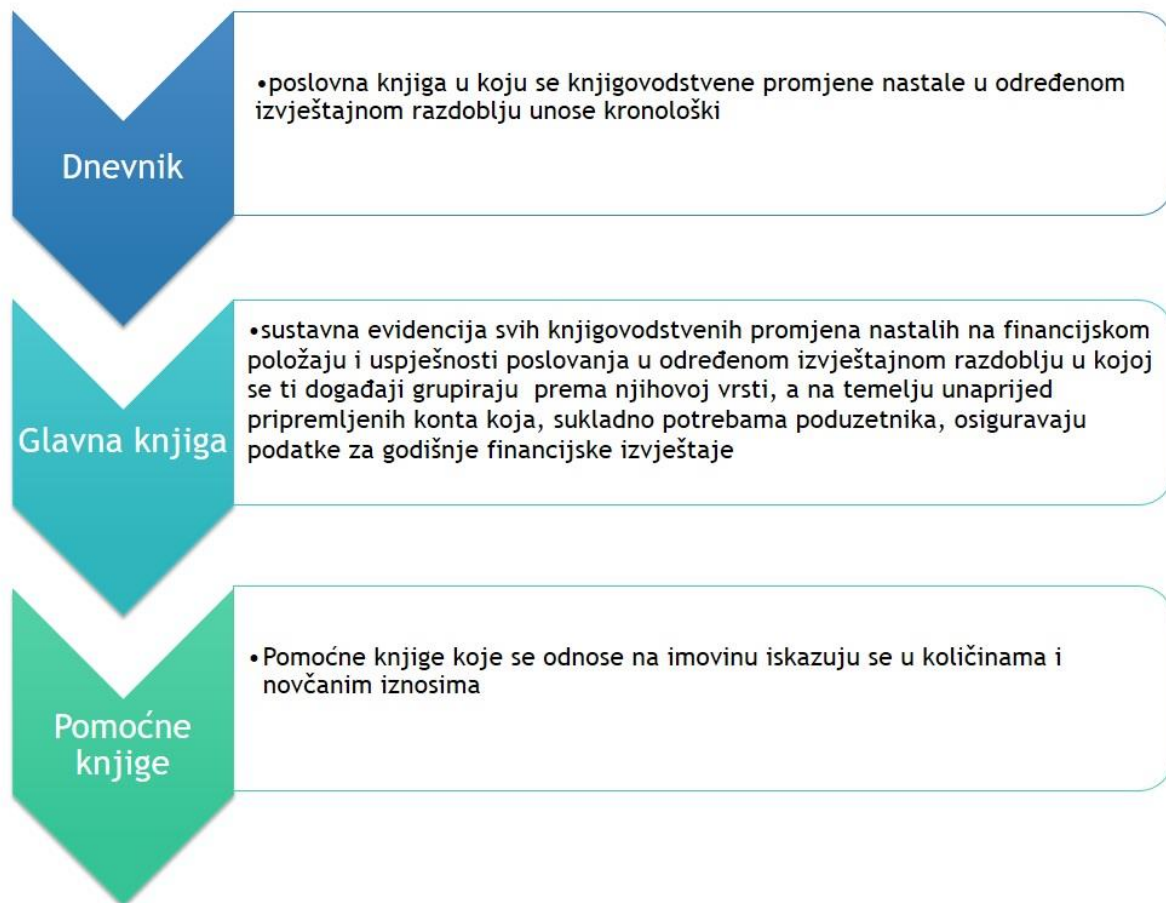 Dnevnik
•poslovna knjiga u koju se knjigovodstvene promjene nastale u određenom
izvještajnom razdoblju unose kronološki
Glavna knjiga
•sustavna evidencija svih knjigovodstvenih promjena nastalih na financijskom
položaju i uspješnosti poslovanja u određenom izvještajnom razdoblju u kojoj
se ti događaji grupiraju  prema njihovoj vrsti, a na temelju unaprijed
pripremljenih konta koja, sukladno potrebama poduzetnika, osiguravaju
podatke za godišnje financijske izvještaje
Pomoćne
knjige
•Pomoćne knjige koje se odnose na imovinu iskazuju se u količinama i
novčanim iznosima